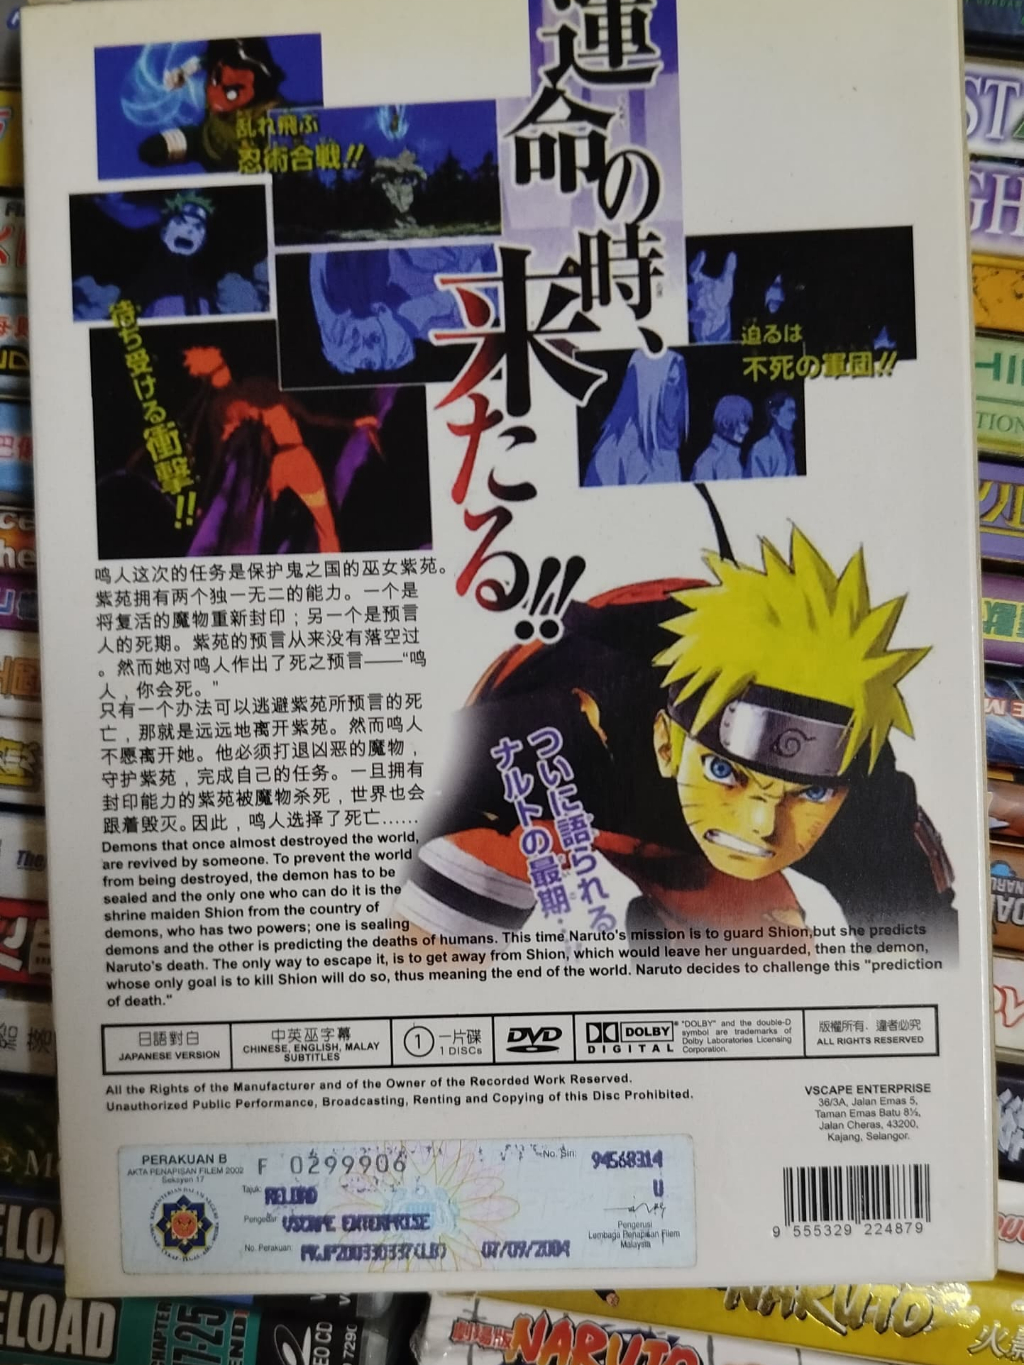 運命の時、
来たる!!!
乱れ飛ぶ
忍術合戦!!
待ち受ける衝撃!!
迫るは
不死の軍団!!
ついに語られる
ナルトの最期…
鸣人这次的任务是保护鬼之国的巫女紫苑。
紫苑拥有两个独一无二的能力。一个是
将复活的魔物重新封印；另一个是预言
人的死期。紫苑的预言从来没有落空过
。然而她对鸣人作出了死之预言——“鸣
人，你会死。”
只有一个办法可以逃避紫苑所预言的死
亡，那就是远远地离开紫苑。然而鸣人
不愿离开她。他必须打退凶恶的魔物，
守护紫苑，完成自己的任务。一旦拥有
封印能力的紫苑被魔物杀死，世界也会
跟着毁灭。因此，鸣人选择了死亡……
Demons that once almost destroyed the world,
are revived by someone. To prevent the world
from being destroyed, the demon has to be
sealed and the only one who can do it is the
shrine maiden Shion from the country of
demons, who has two powers; one is sealing
demons and the other is predicting the deaths of humans. This time Naruto's mission is to guard Shion,but she predicts
Naruto's death. The only way to escape it, is to get away from Shion, which would leave her unguarded, then the demon,
whose only goal is to kill Shion will do so, thus meaning the end of the world. Naruto decides to challenge this "prediction
of death."
日語對白
JAPANESE VERSION
中英巫字幕
CHINESE, ENGLISH, MALAY
SUBTITLES
1 一片碟
1 DISCs
DVD
DOLBY
DIGITAL
"DOLBY" and the double-D
symbol are trademarks of
Dolby Laboratories Licensing
Corporation.
版權所有．違者必究
ALL RIGHTS RESERVED
All the Rights of the Manufacturer and of the Owner of the Recorded Work Reserved.
Unauthorized Public Performance, Broadcasting, Renting and Copying of this Disc Prohibited.
VSCAPE ENTERPRISE
36/3A, Jalan Emas 5,
Taman Emas Batu 8½,
Jalan Cheras, 43200,
Kajang, Selangor.
PERAKUAN B
AKTA PENAPISAN FILEM 2002
Seksyen 17
F 0299906
No. Siri: 94568314
Tajuk: RELOAD
U
Pengedar: VSCAPE ENTERPRISE
No. Perakuan: 07/09/2004
Pengerusi
Lembaga Penapisan Filem
Malaysia
9 555329 224879
ELOAD
CHAPTER
17-25
END
劇場版 NARUTO
NARUTO